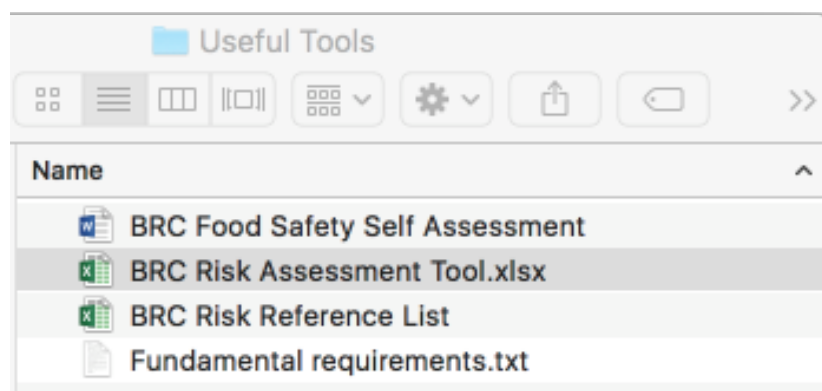 Useful Tools
Name
BRC Food Safety Self Assessment
BRC Risk Assessment Tool.xlsx
BRC Risk Reference List
Fundamental requirements.txt